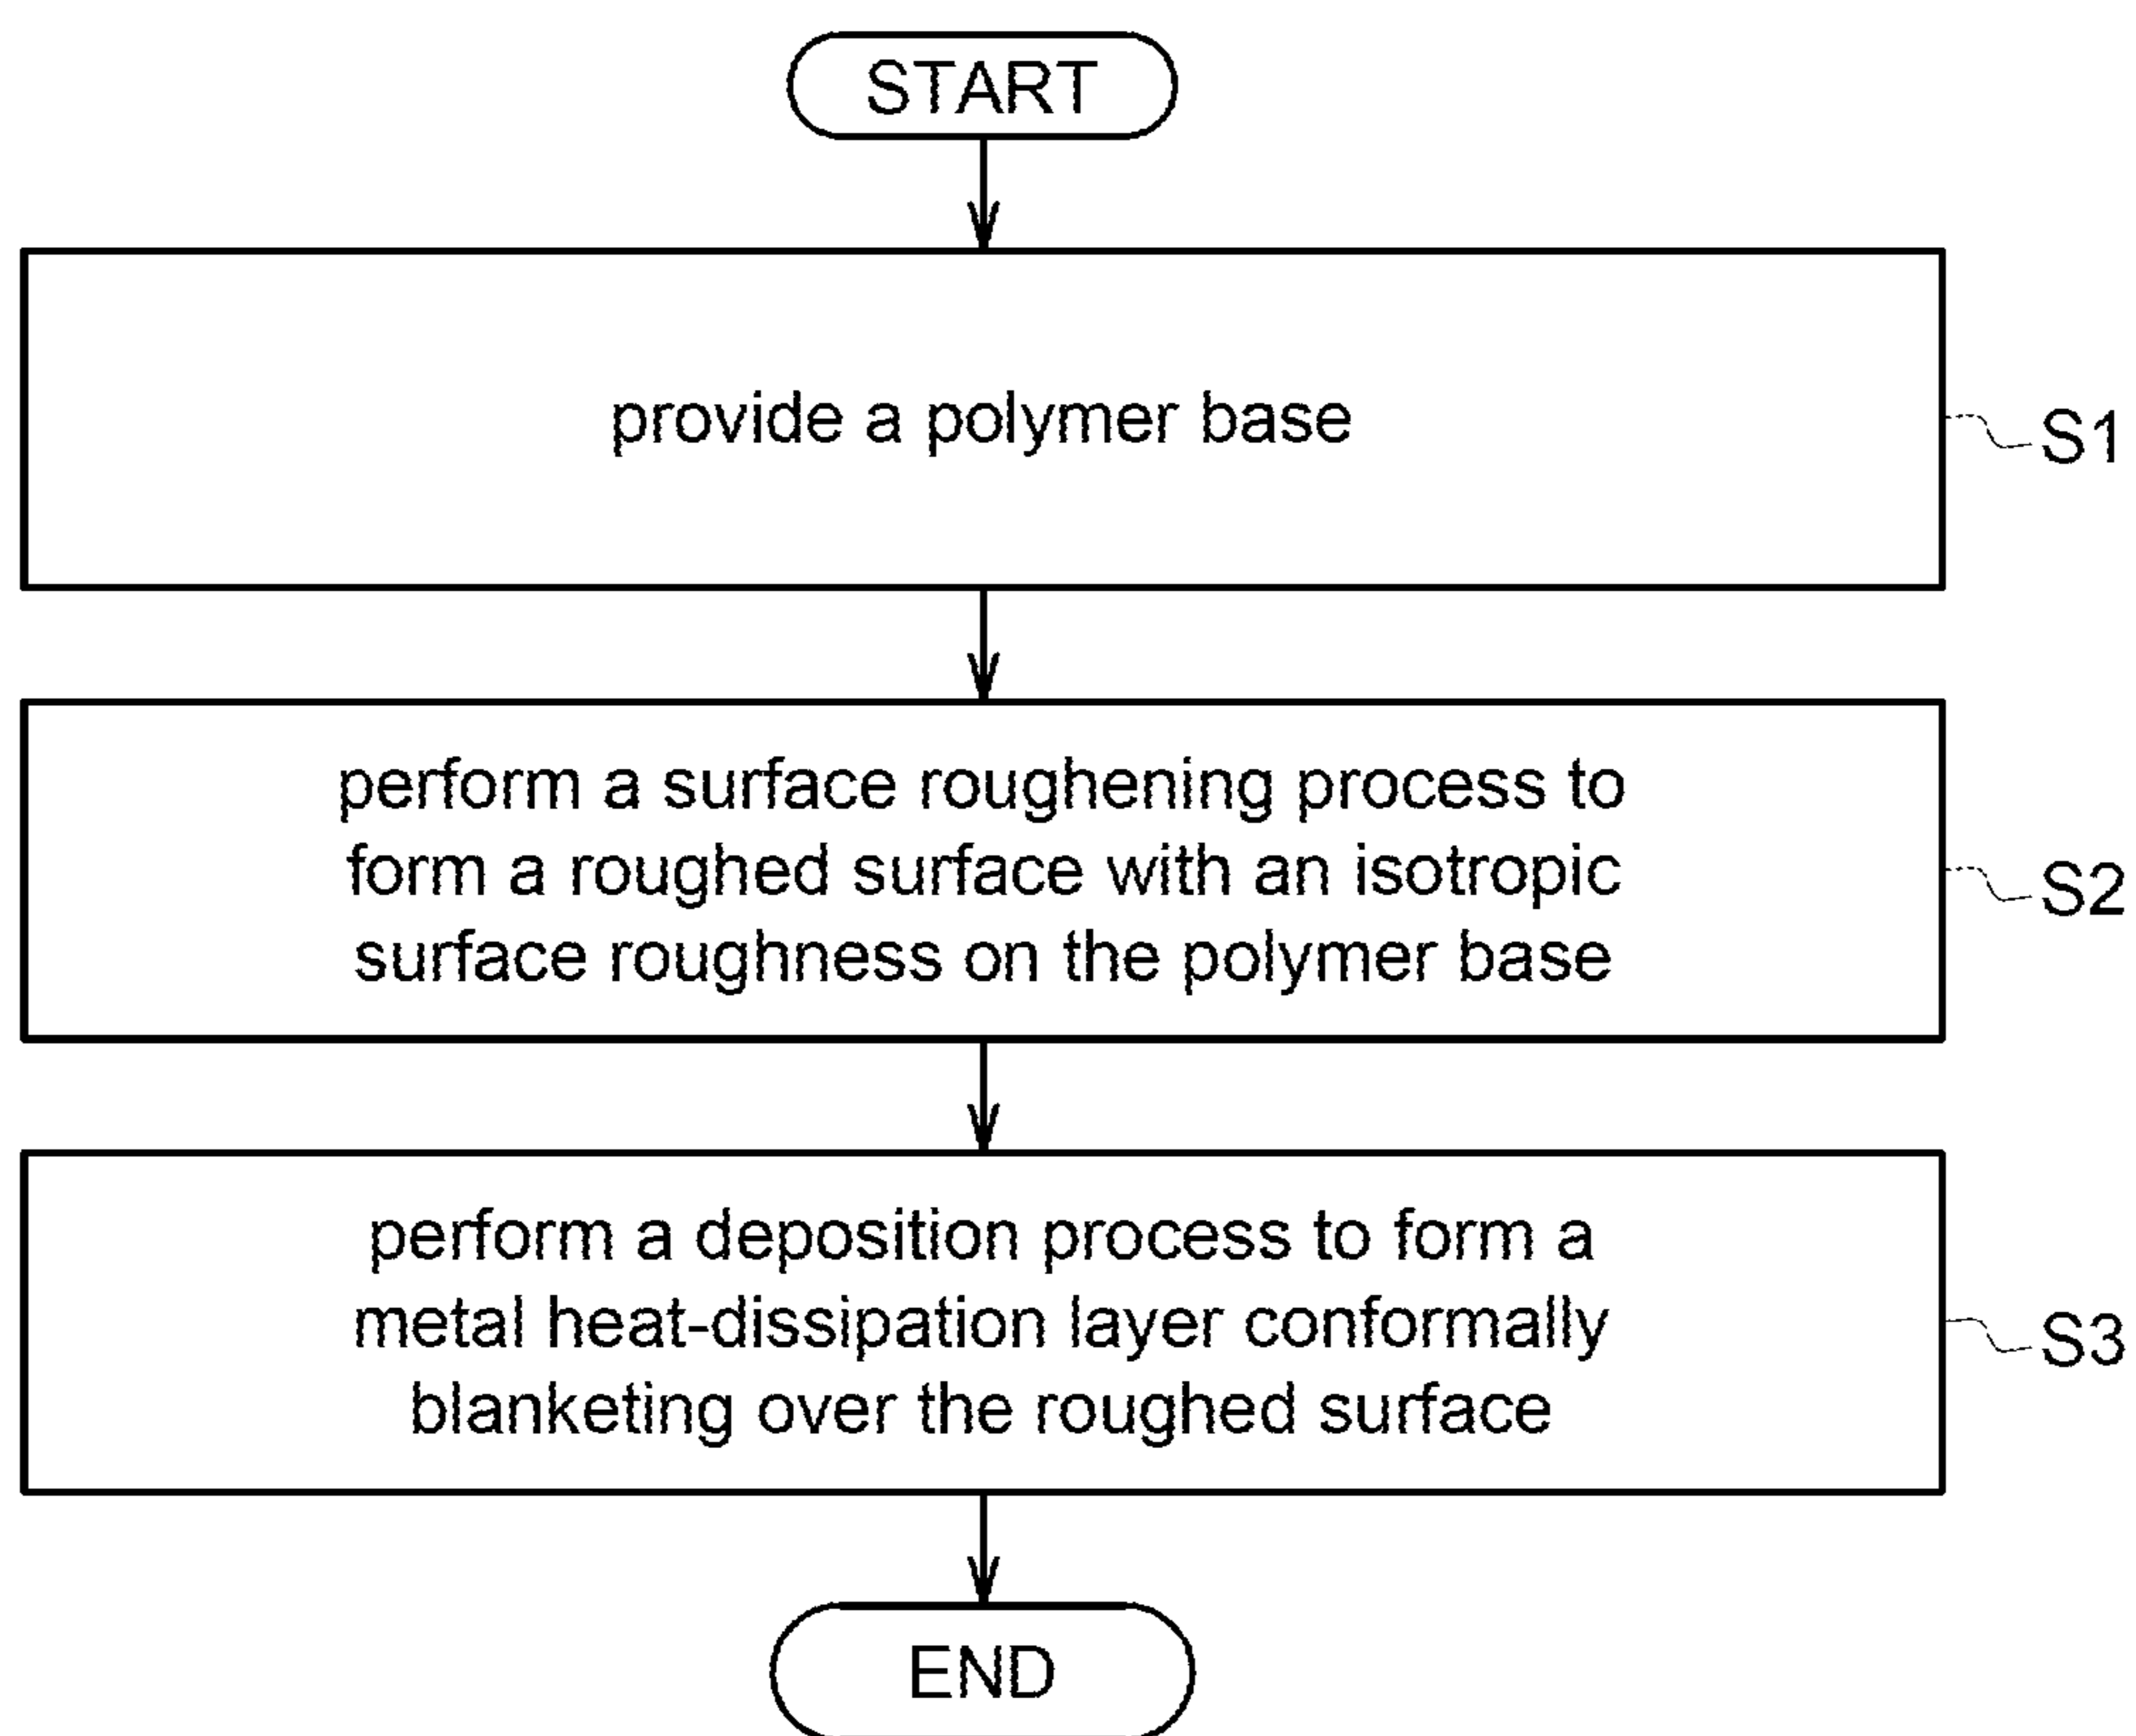 START
provide a polymer base
S1
perform a surface roughening process to
form a roughed surface with an isotropic
surface roughness on the polymer base
S2
perform a deposition process to form a
metal heat-dissipation layer conformally
blanketing over the roughed surface
S3
END